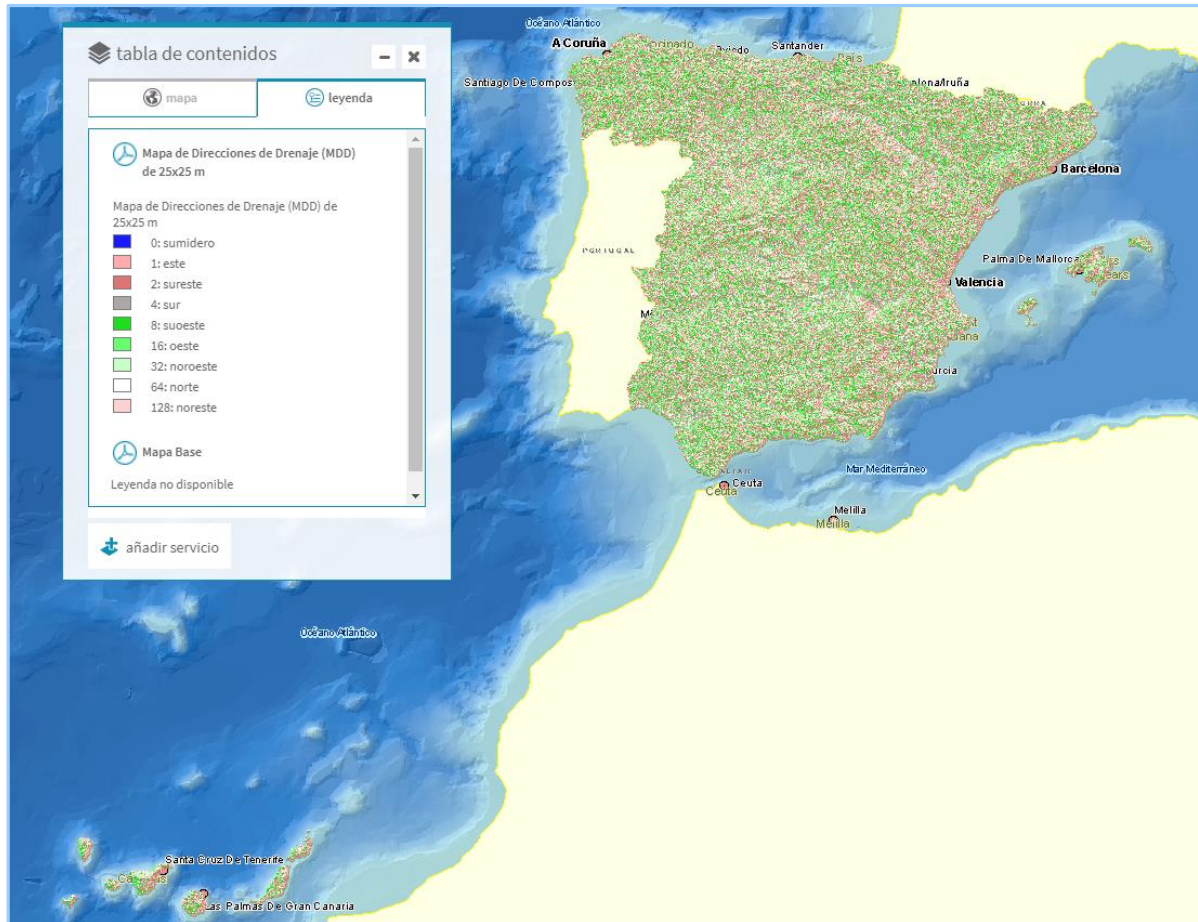 tabla de contenidos
mapa
leyenda
Mapa de Direcciones de Drenaje (MDD)
de 25x25 m
Mapa de Direcciones de Drenaje (MDD) de
25x25 m
0: sumidero
1: este
2: sureste
4: sur
8: suoeste
16: oeste
32: noroeste
64: norte
128: noreste
Mapa Base
Leyenda no disponible
añadir servicio
Océano Atlántico
A Coruña
Santander
Santiago De Compos
Barcelona
PORTUGAL
Palma De Mallorca
Valencia
urcia
Mar Mediterráneo
Ceuta
Ceuta
Melilla
Melilla
Océano Atlántico
Santa Cruz De Tenerife
Las Palmas De Gran Canaria